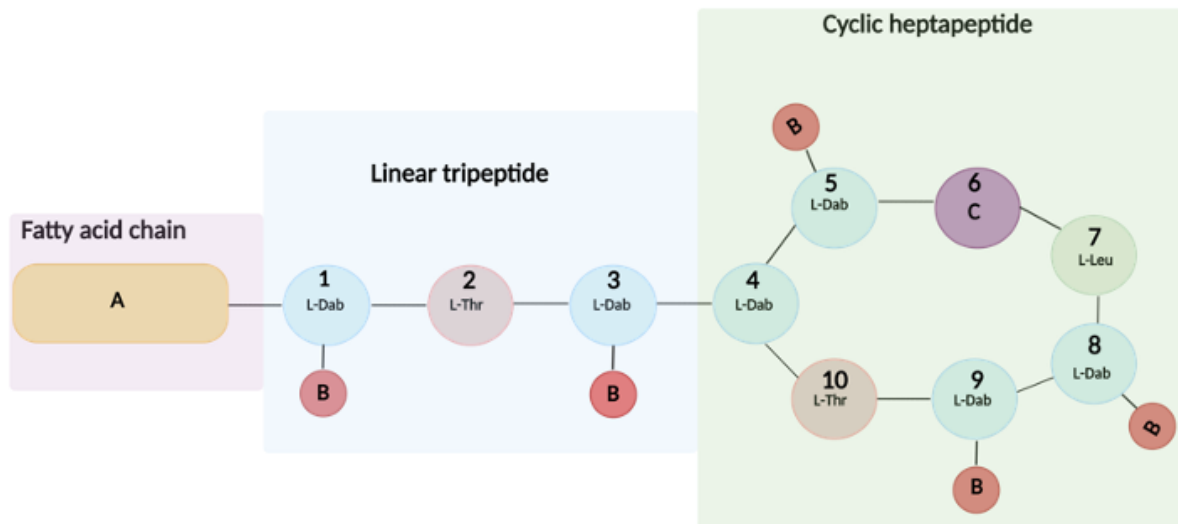 Cyclic heptapeptide
B
Linear tripeptide
5
L-Dab
6
C
Fatty acid chain
7
L-Leu
A
1
L-Dab
2
L-Thr
3
L-Dab
4
L-Dab
8
L-Dab
10
L-Thr
9
L-Dab
B
B
B
B